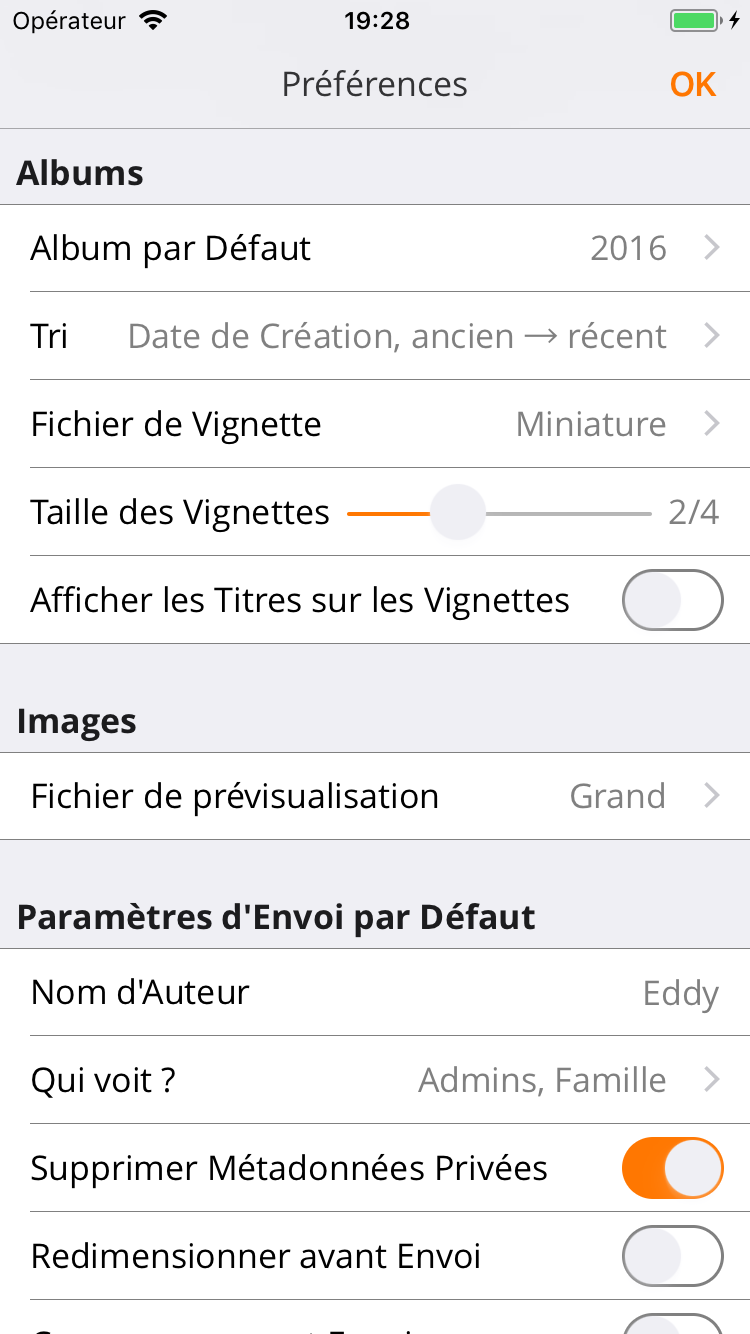 Opérateur 19:28
Préférences OK
Albums
Album par Défaut 2016
Tri Date de Création, ancien → récent
Fichier de Vignette Miniature
Taille des Vignettes 2/4
Afficher les Titres sur les Vignettes
Images
Fichier de prévisualisation Grand
Paramètres d'Envoi par Défaut
Nom d'Auteur Eddy
Qui voit ? Admins, Famille
Supprimer Métadonnées Privées
Redimensionner avant Envoi